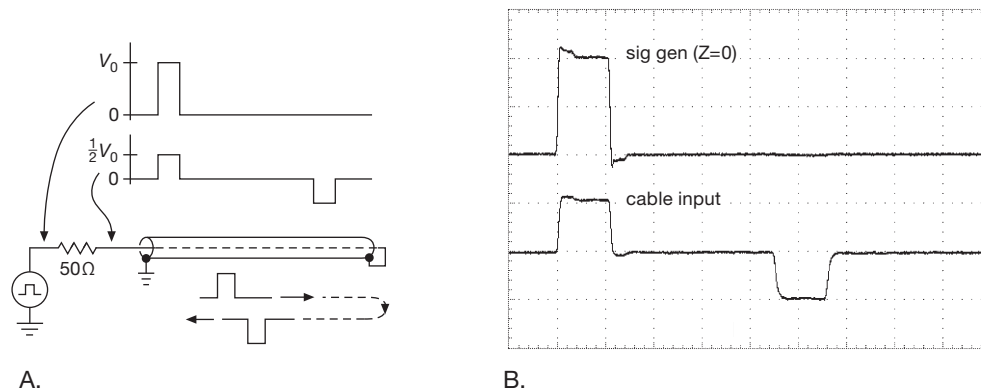 V₀
0
½V₀
0
50Ω
A.
sig gen (Z=0)
cable input
B.